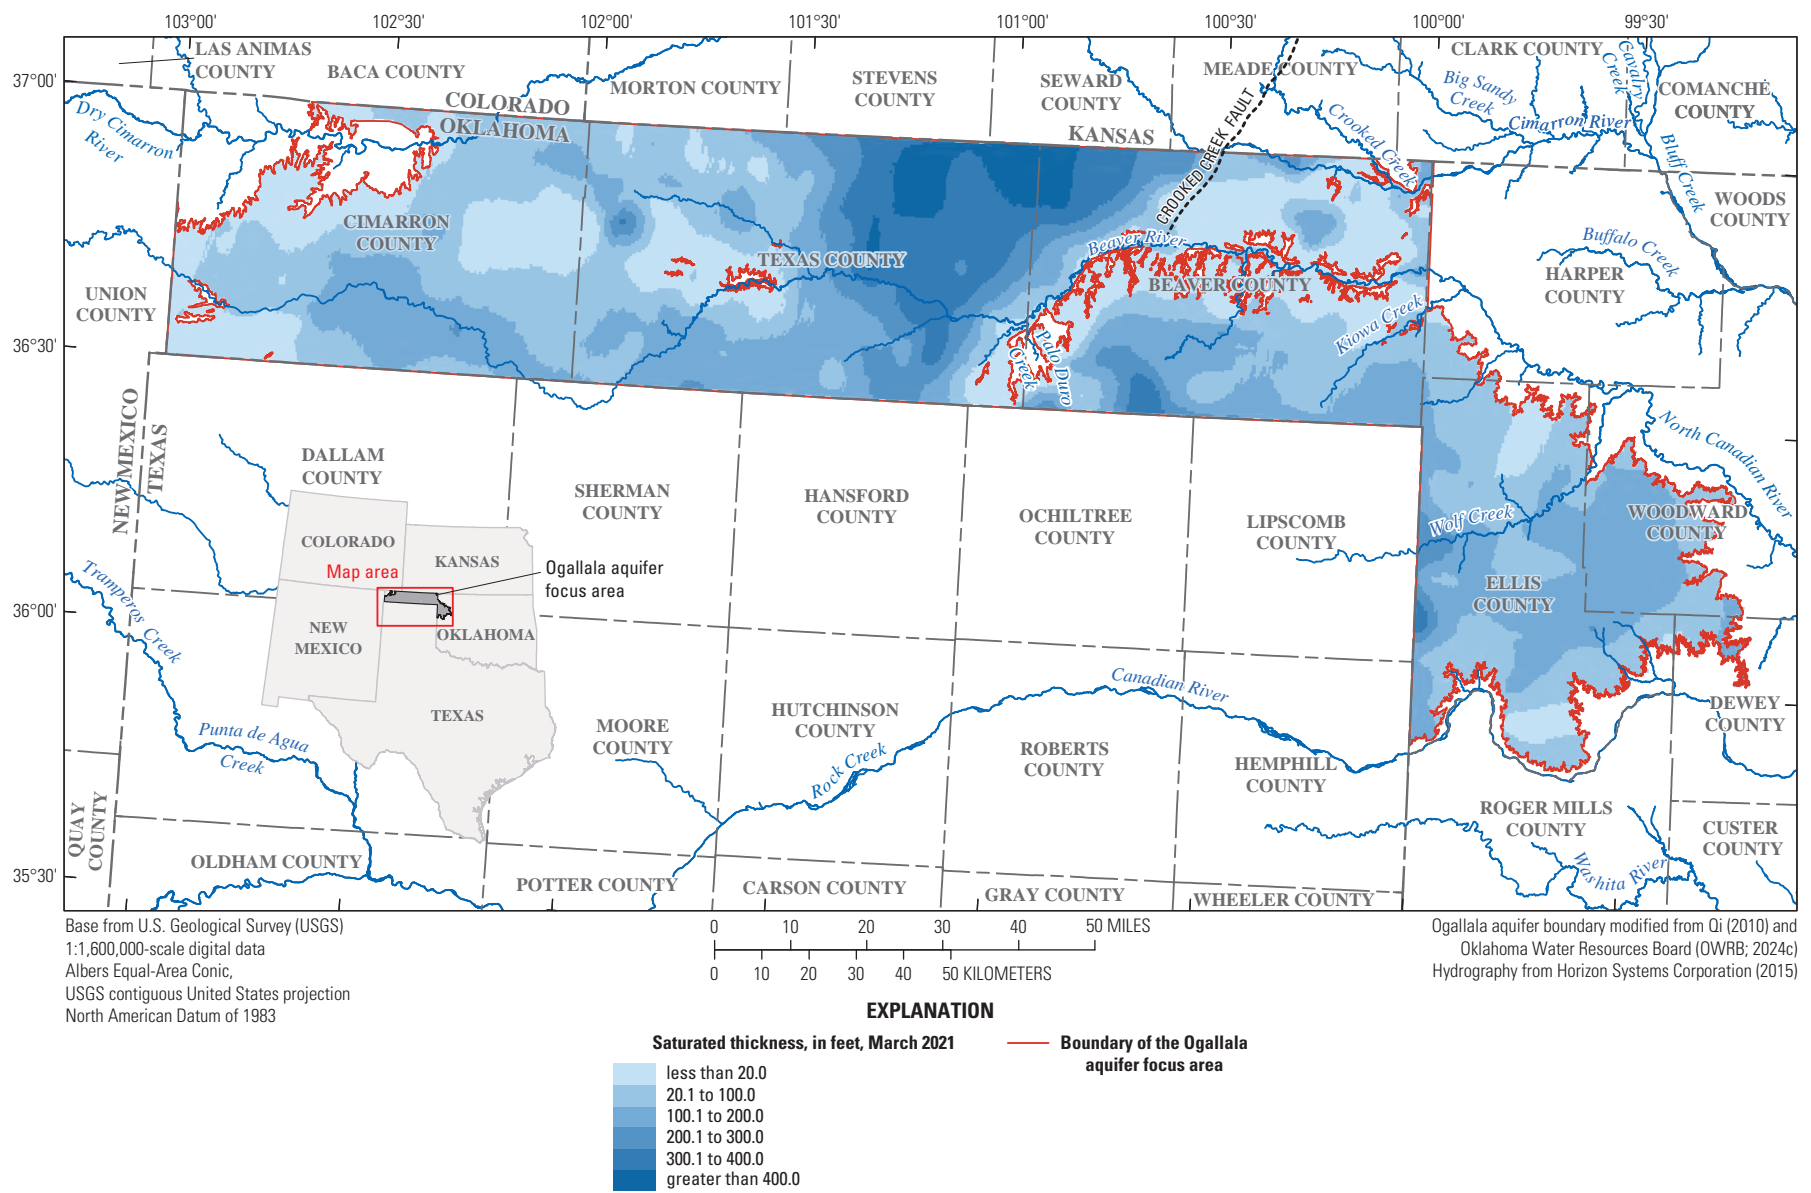 103°00'
102°30'
102°00'
101°30'
101°00'
100°30'
100°00'
99°30'
37°00'
36°30'
36°00'
35°30'
LAS ANIMAS
COUNTY
BACA COUNTY
MORTON COUNTY
STEVENS
COUNTY
SEWARD
COUNTY
MEADE COUNTY
CLARK COUNTY
COMANCHE
COUNTY
Cavalry
Creek
Big Sandy
Creek
Cimarron River
Crooked Creek
Bluff Creek
COLORADO
OKLAHOMA
KANSAS
CROOKED CREEK FAULT
Dry Cimarron
River
CIMARRON
COUNTY
TEXAS COUNTY
Beaver River
BEAVER COUNTY
WOODS
COUNTY
Buffalo Creek
HARPER
COUNTY
UNION
COUNTY
Kiowa Creek
Palo Duro
Creek
NEW MEXICO
TEXAS
DALLAM
COUNTY
SHERMAN
COUNTY
HANSFORD
COUNTY
OCHILTREE
COUNTY
LIPSCOMB
COUNTY
Wolf Creek
North Canadian River
WOODWARD
COUNTY
ELLIS
COUNTY
COLORADO
KANSAS
Map area
Ogallala aquifer
focus area
NEW
MEXICO
OKLAHOMA
TEXAS
Tramperos Creek
Punta de Agua
Creek
MOORE
COUNTY
HUTCHINSON
COUNTY
Rock Creek
Canadian River
ROBERTS
COUNTY
HEMPHILL
COUNTY
DEWEY
COUNTY
ROGER MILLS
COUNTY
CUSTER
COUNTY
Washita River
QUAY
COUNTY
OLDHAM COUNTY
POTTER COUNTY
CARSON COUNTY
GRAY COUNTY
WHEELER COUNTY
Base from U.S. Geological Survey (USGS)
1:1,600,000-scale digital data
Albers Equal-Area Conic,
USGS contiguous United States projection
North American Datum of 1983
0 10 20 30 40 50 MILES
0 10 20 30 40 50 KILOMETERS
Ogallala aquifer boundary modified from Qi (2010) and
Oklahoma Water Resources Board (OWRB; 2024c)
Hydrography from Horizon Systems Corporation (2015)
EXPLANATION
Saturated thickness, in feet, March 2021
less than 20.0
20.1 to 100.0
100.1 to 200.0
200.1 to 300.0
300.1 to 400.0
greater than 400.0
Boundary of the Ogallala
aquifer focus area